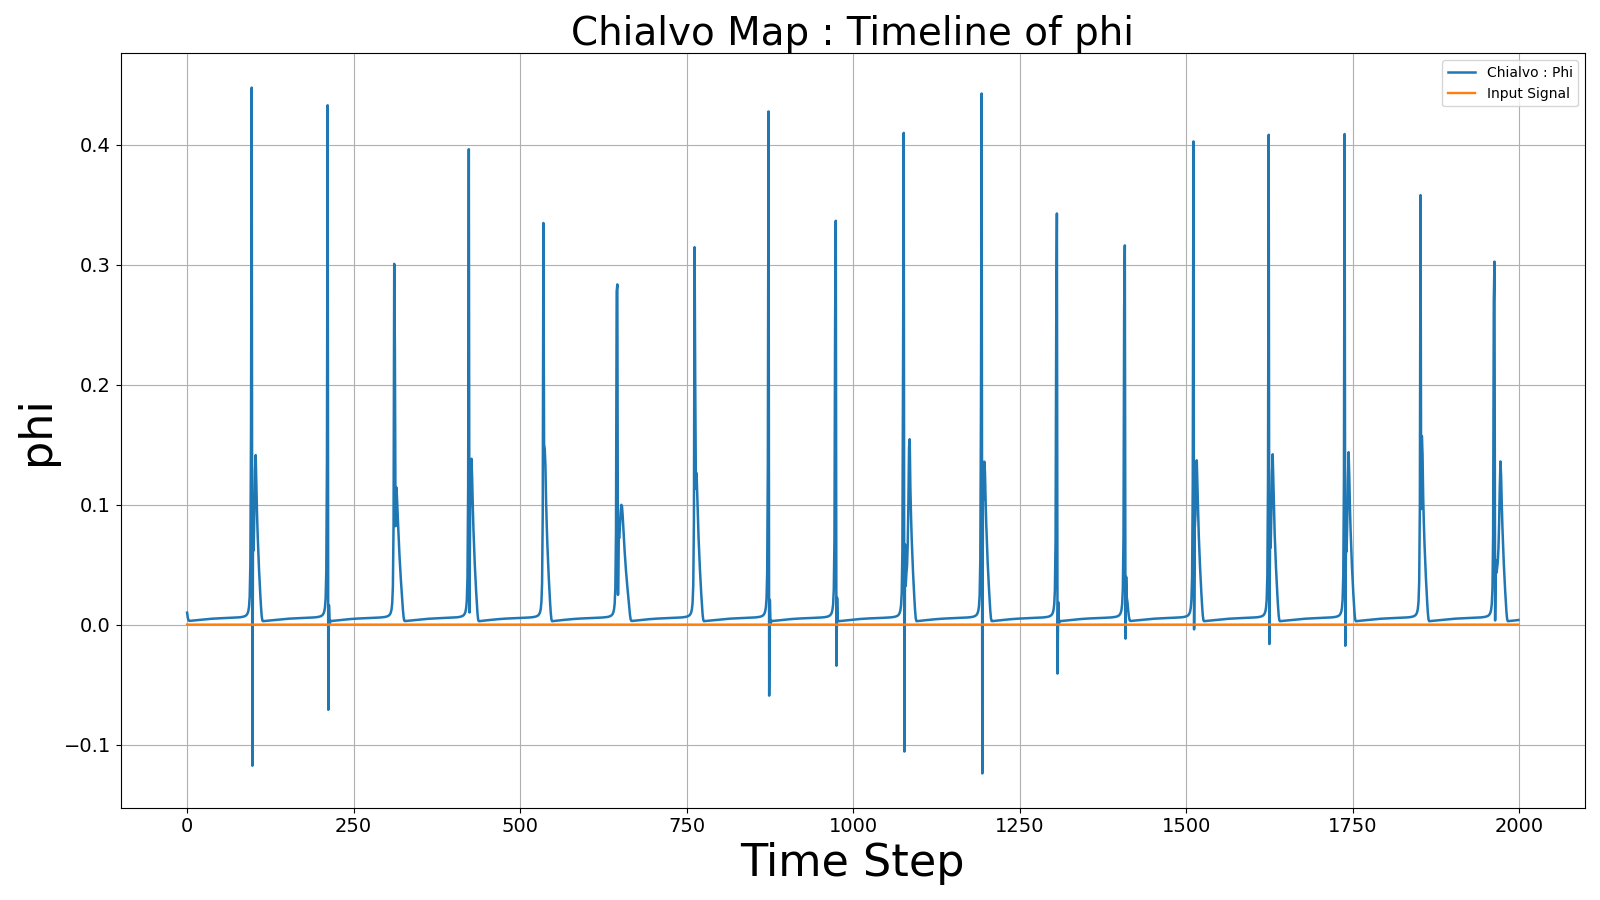 Chialvo Map : Timeline of phi
Chialvo : Phi
Input Signal
phi
0.4
0.3
0.2
0.1
0.0
−0.1
0 250 500 750 1000 1250 1500 1750 2000
Time Step